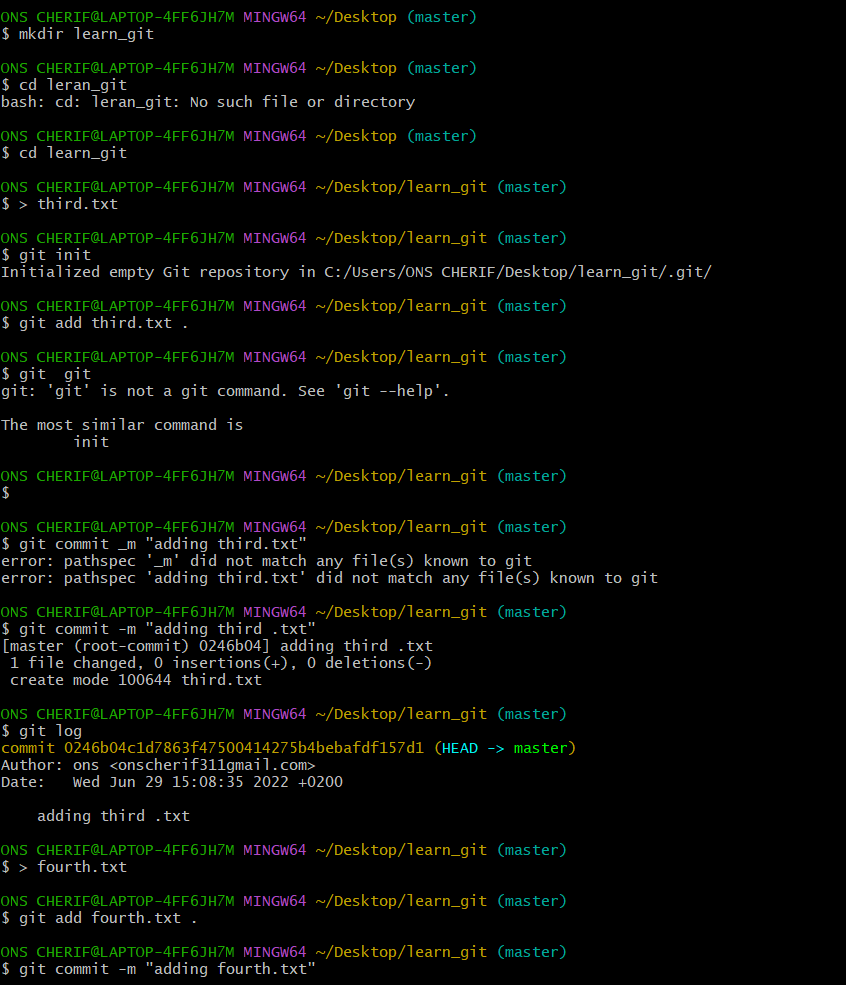 ONS CHERIF@LAPTOP-4FF6JH7M MINGW64 ~/Desktop (master)
$ mkdir learn_git
ONS CHERIF@LAPTOP-4FF6JH7M MINGW64 ~/Desktop (master)
$ cd leran_git
bash: cd: leran_git: No such file or directory
ONS CHERIF@LAPTOP-4FF6JH7M MINGW64 ~/Desktop (master)
$ cd learn_git
ONS CHERIF@LAPTOP-4FF6JH7M MINGW64 ~/Desktop/learn_git (master)
$ > third.txt
ONS CHERIF@LAPTOP-4FF6JH7M MINGW64 ~/Desktop/learn_git (master)
$ git init
Initialized empty Git repository in C:/Users/ONS CHERIF/Desktop/learn_git/.git/
ONS CHERIF@LAPTOP-4FF6JH7M MINGW64 ~/Desktop/learn_git (master)
$ git add third.txt .
ONS CHERIF@LAPTOP-4FF6JH7M MINGW64 ~/Desktop/learn_git (master)
$ git  git
git: 'git' is not a git command. See 'git --help'.
The most similar command is
init
ONS CHERIF@LAPTOP-4FF6JH7M MINGW64 ~/Desktop/learn_git (master)
$
ONS CHERIF@LAPTOP-4FF6JH7M MINGW64 ~/Desktop/learn_git (master)
$ git commit _m "adding third.txt"
error: pathspec '_m' did not match any file(s) known to git
error: pathspec 'adding third.txt' did not match any file(s) known to git
ONS CHERIF@LAPTOP-4FF6JH7M MINGW64 ~/Desktop/learn_git (master)
$ git commit -m "adding third .txt"
[master (root-commit) 0246b04] adding third .txt
1 file changed, 0 insertions(+), 0 deletions(-)
create mode 100644 third.txt
ONS CHERIF@LAPTOP-4FF6JH7M MINGW64 ~/Desktop/learn_git (master)
$ git log
commit 0246b04c1d7863f47500414275b4bebafdf157d1 (HEAD -> master)
Author: ons <onscherif311gmail.com>
Date:   Wed Jun 29 15:08:35 2022 +0200
adding third .txt
ONS CHERIF@LAPTOP-4FF6JH7M MINGW64 ~/Desktop/learn_git (master)
$ > fourth.txt
ONS CHERIF@LAPTOP-4FF6JH7M MINGW64 ~/Desktop/learn_git (master)
$ git add fourth.txt .
ONS CHERIF@LAPTOP-4FF6JH7M MINGW64 ~/Desktop/learn_git (master)
$ git commit -m "adding fourth.txt"